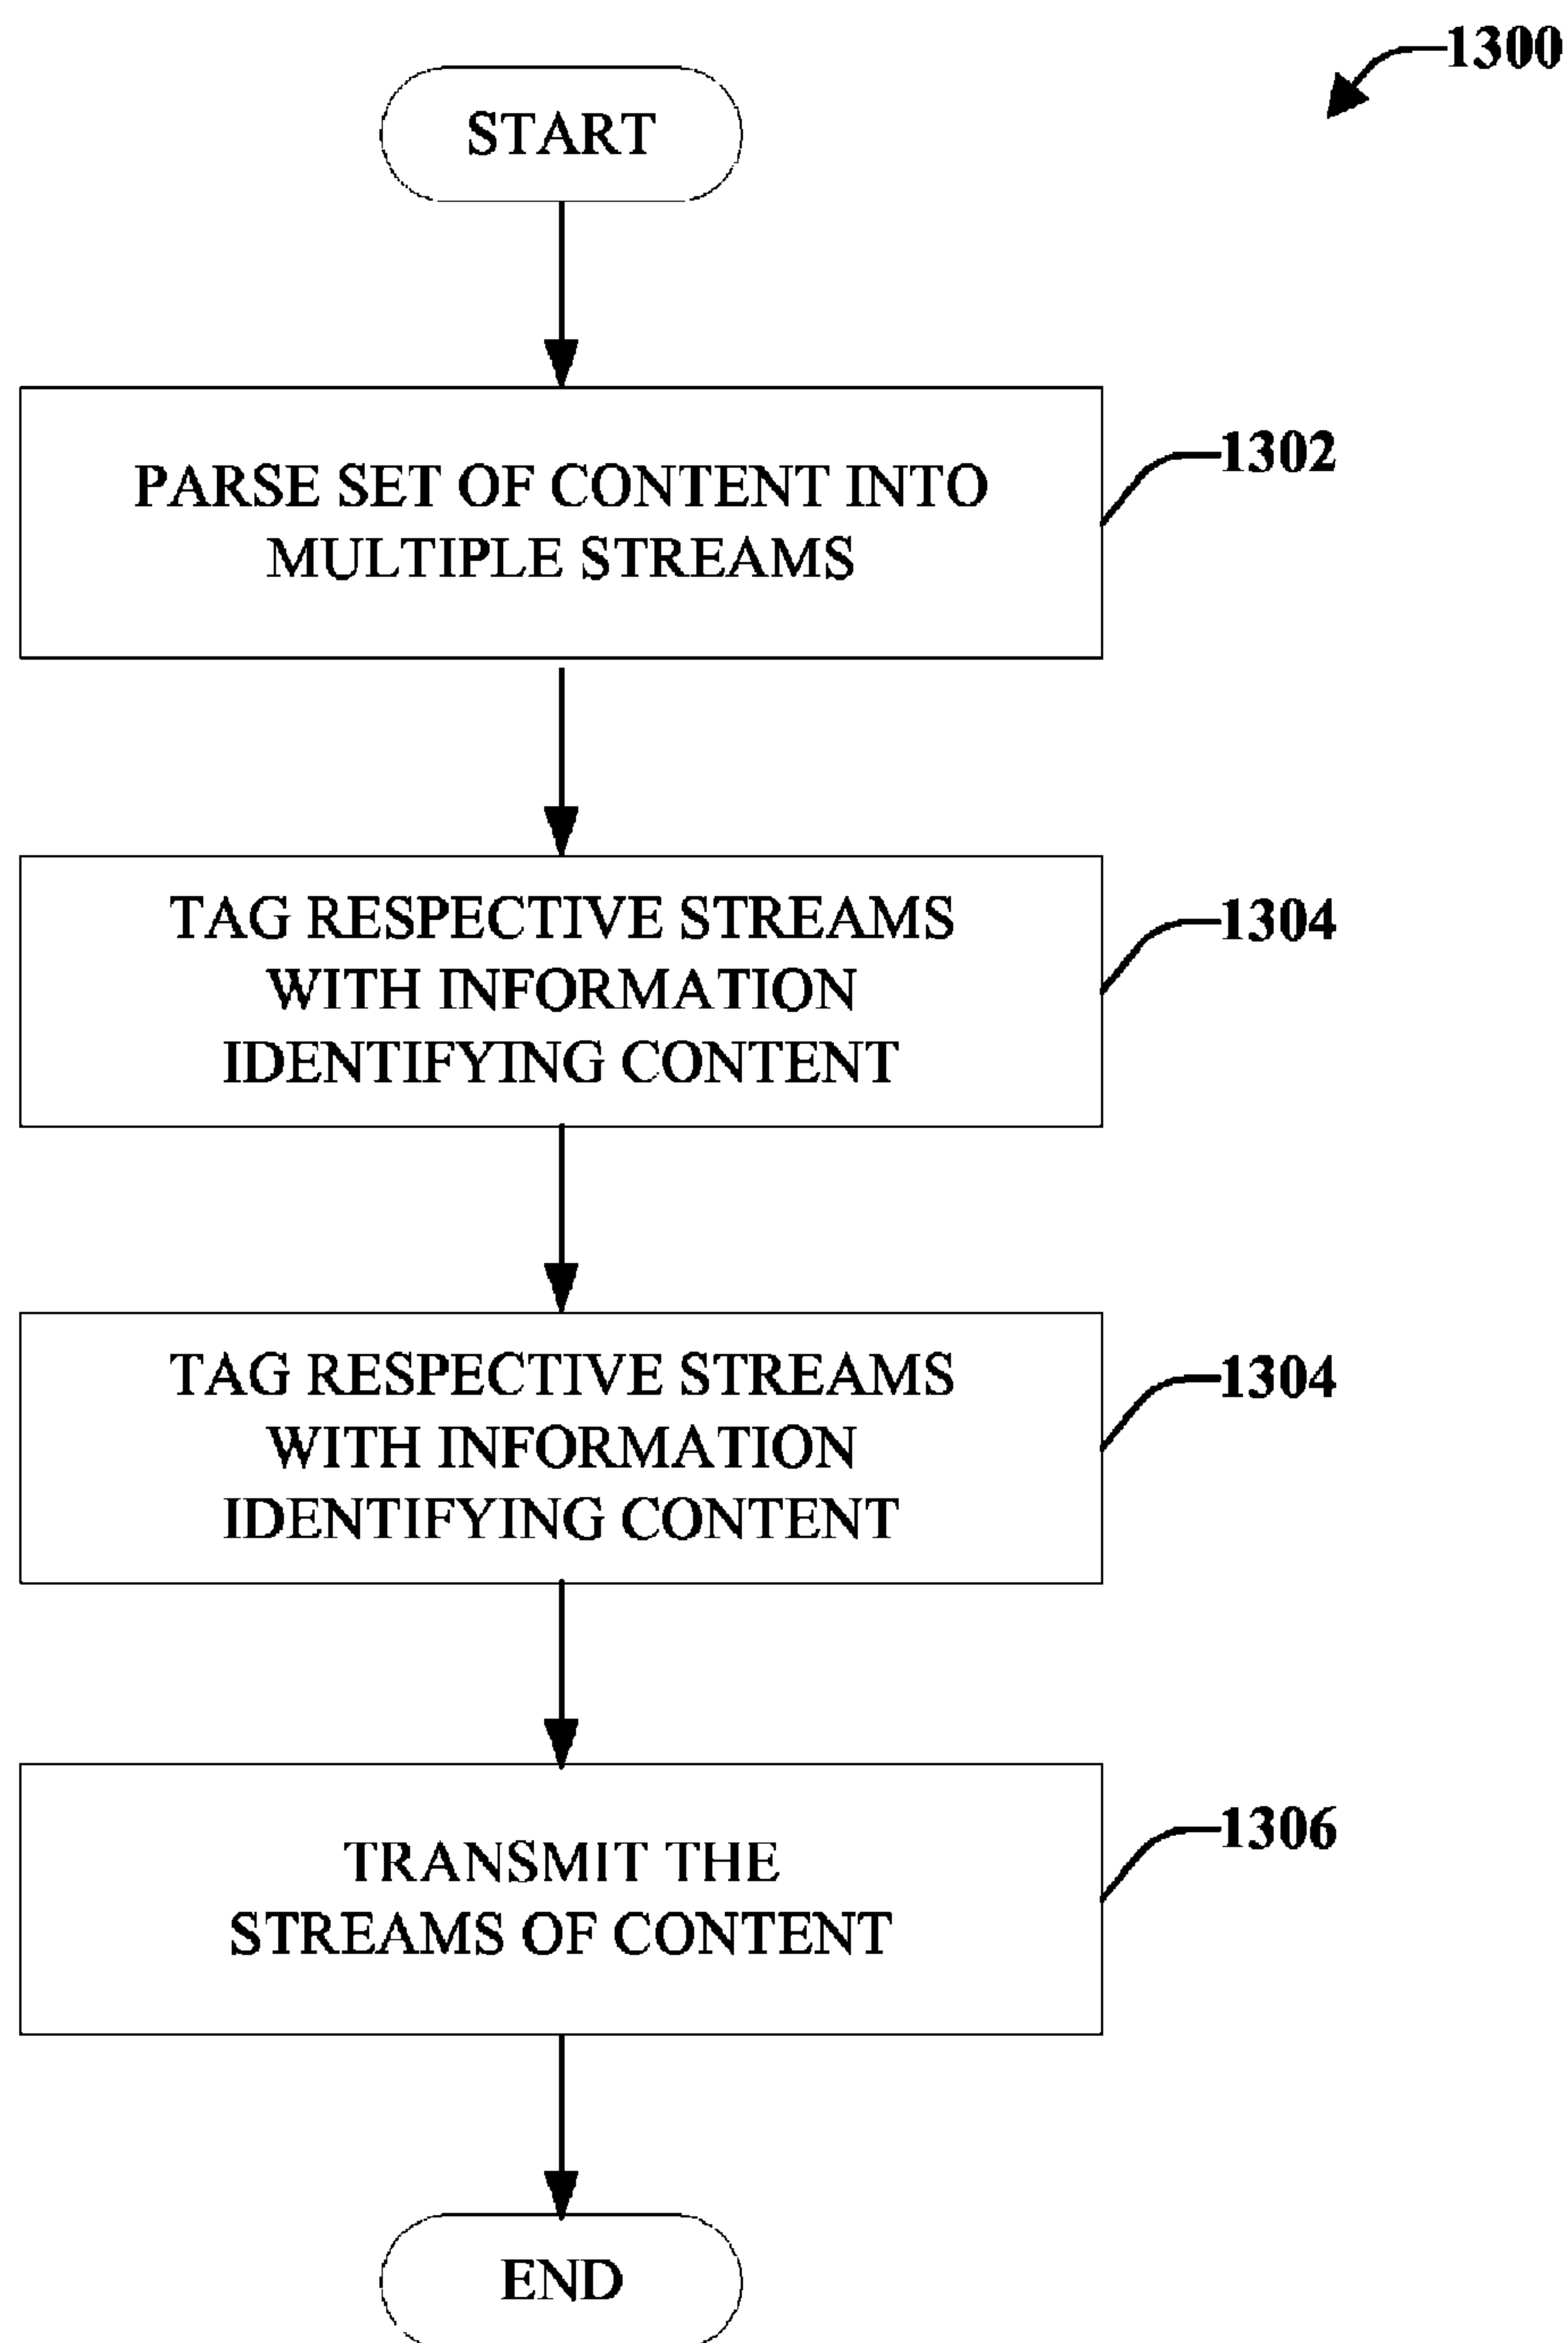 1300
START
PARSE SET OF CONTENT INTO
MULTIPLE STREAMS
1302
TAG RESPECTIVE STREAMS
WITH INFORMATION
IDENTIFYING CONTENT
1304
TAG RESPECTIVE STREAMS
WITH INFORMATION
IDENTIFYING CONTENT
1304
TRANSMIT THE
STREAMS OF CONTENT
1306
END